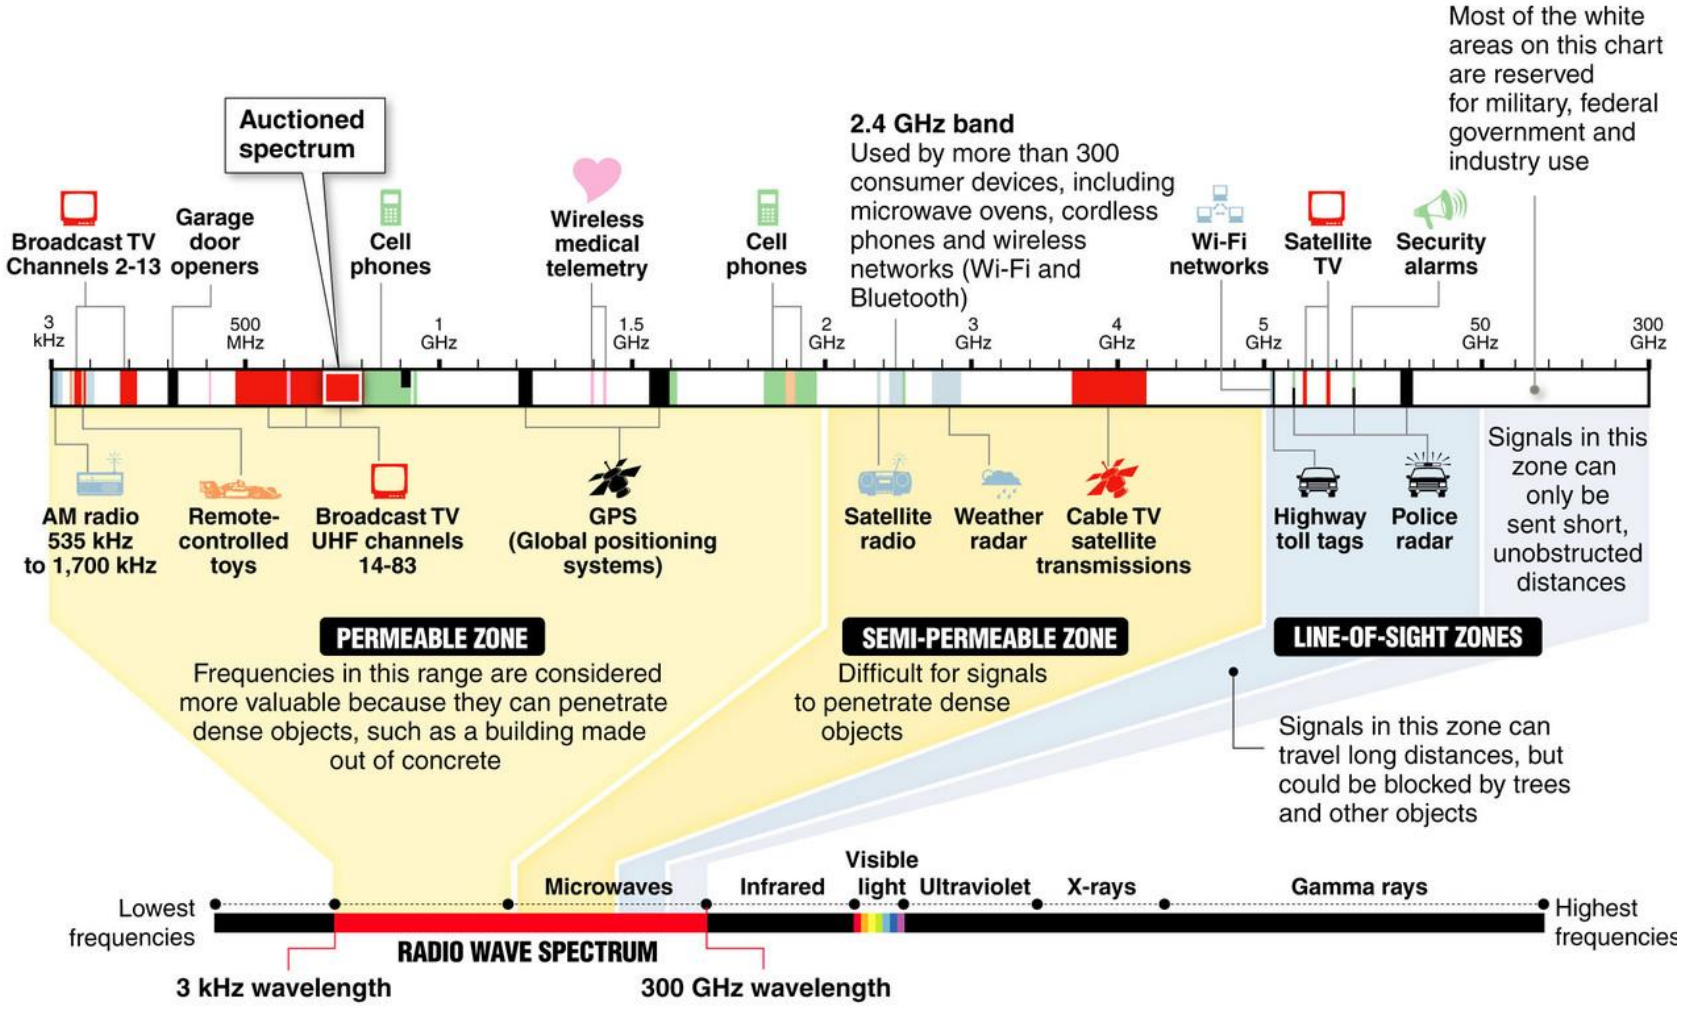 Most of the white
areas on this chart
are reserved
for military, federal
government and
industry use
Auctioned
spectrum
2.4 GHz band
Used by more than 300
consumer devices, including
microwave ovens, cordless
phones and wireless
networks (Wi-Fi and
Bluetooth)
Broadcast TV
Channels 2-13
Garage
door
openers
Cell
phones
Wireless
medical
telemetry
Cell
phones
Wi-Fi
networks
Satellite
TV
Security
alarms
3
kHz
500
MHz
1
GHz
1.5
GHz
2
GHz
3
GHz
4
GHz
5
GHz
50
GHz
300
GHz
AM radio
535 kHz
to 1,700 kHz
Remote-
controlled
toys
Broadcast TV
UHF channels
14-83
GPS
(Global positioning
systems)
Satellite
radio
Weather
radar
Cable TV
satellite
transmissions
Highway
toll tags
Police
radar
Signals in this
zone can
only be
sent short,
unobstructed
distances
PERMEABLE ZONE
Frequencies in this range are considered
more valuable because they can penetrate
dense objects, such as a building made
out of concrete
SEMI-PERMEABLE ZONE
Difficult for signals
to penetrate dense
objects
LINE-OF-SIGHT ZONES
Signals in this zone can
travel long distances, but
could be blocked by trees
and other objects
Lowest
frequencies
Microwaves
Infrared
Visible
light
Ultraviolet
X-rays
Gamma rays
Highest
frequencies
RADIO WAVE SPECTRUM
3 kHz wavelength
300 GHz wavelength